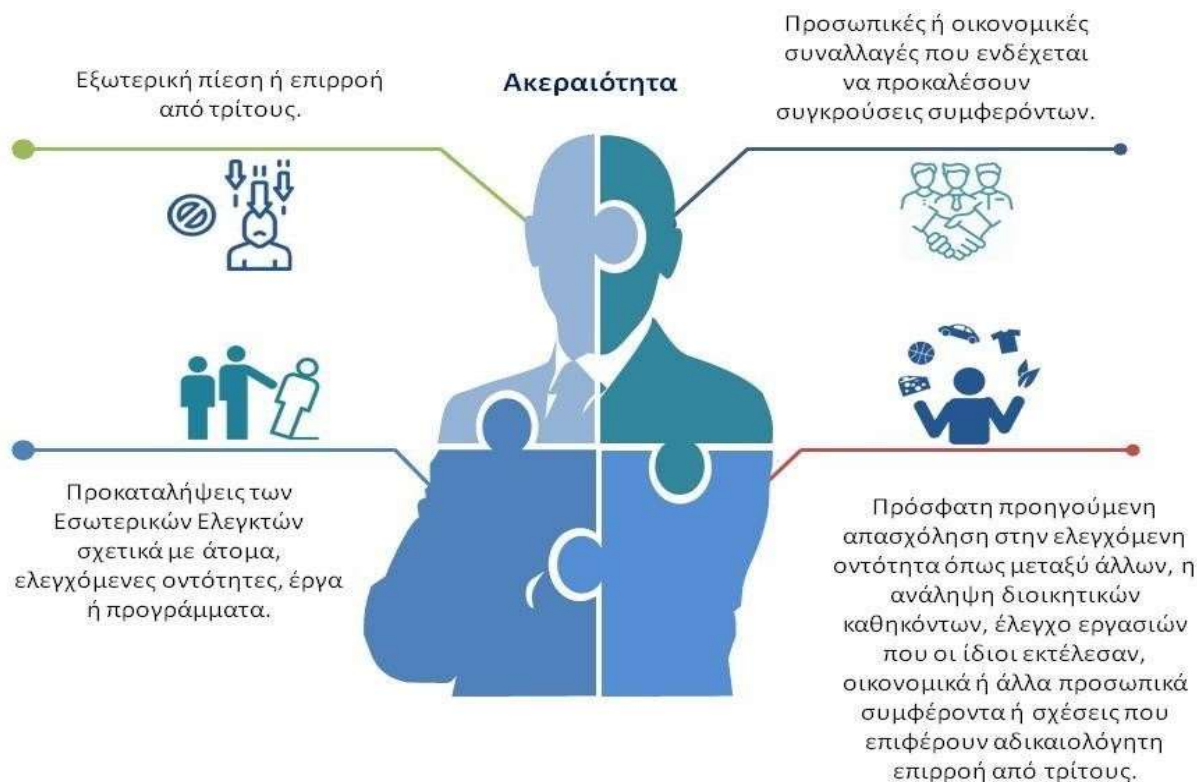 Ακεραιότητα
Εξωτερική πίεση ή επιρροή
από τρίτους.
Προσωπικές ή οικονομικές
συναλλαγές που ενδέχεται
να προκαλέσουν
συγκρούσεις συμφερόντων.
Προκαταλήψεις των
Εσωτερικών Ελεγκτών
σχετικά με άτομα,
ελεγχόμενες οντότητες, έργα
ή προγράμματα.
Πρόσφατη προηγούμενη
απασχόληση στην ελεγχόμενη
οντότητα όπως μεταξύ άλλων, η
ανάληψη διοικητικών
καθηκόντων, έλεγχο εργασιών
που οι ίδιοι εκτέλεσαν,
οικονομικά ή άλλα προσωπικά
συμφέροντα ή σχέσεις που
επιφέρουν αδικαιολόγητη
επιρροή από τρίτους.